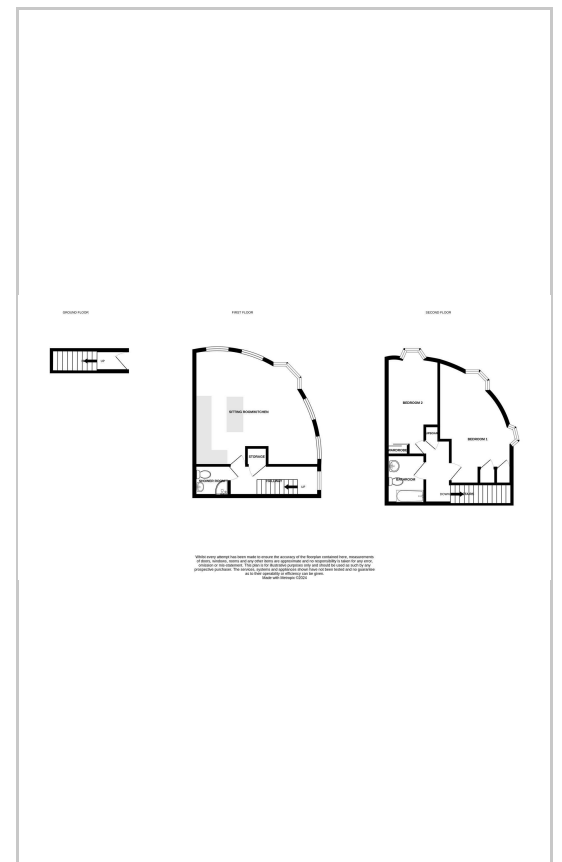 GROUND FLOOR
UP
FIRST FLOOR
SITTING ROOM/KITCHEN
STORAGE
SHOWER ROOM
UP
SECOND FLOOR
BEDROOM 2
BEDROOM 1
WARDROBE
BATHROOM
DOWN
Whilst every attempt has been made to ensure the accuracy of the floorplan contained here, measurements
of doors, windows, rooms and any other items are approximate and no responsibility is taken for any error,
omission or mis-statement. This plan is for illustrative purposes only and should be used as such by any
prospective purchaser. The services, systems and appliances shown have not been tested and no guarantee
as to their operability or efficiency can be given.
Made with Metropix ©2024